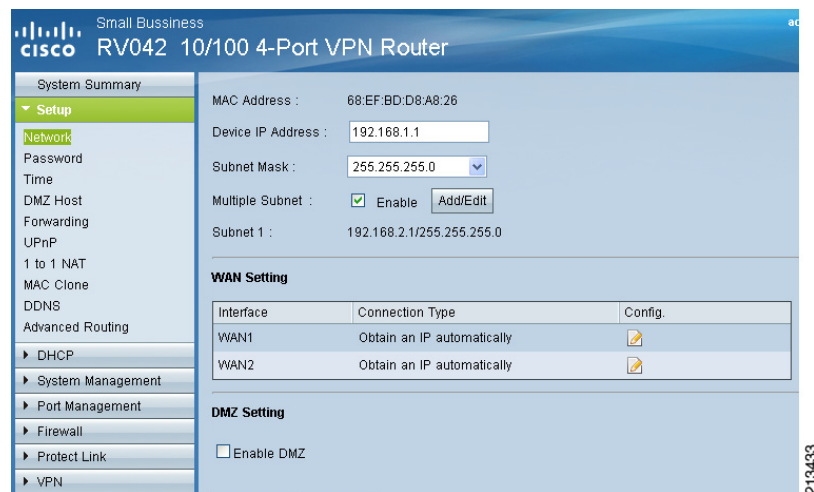 Small Bussiness
CISCO RV042 10/100 4-Port VPN Router
System Summary
Setup
Network
Password
Time
DMZ Host
Forwarding
UPnP
1 to 1 NAT
MAC Clone
DDNS
Advanced Routing
DHCP
System Management
Port Management
Firewall
Protect Link
VPN
MAC Address : 68:EF:BD:D8:A8:26
Device IP Address : 192.168.1.1
Subnet Mask : 255.255.255.0
Multiple Subnet : Enable Add/Edit
Subnet 1 : 192.168.2.1/255.255.255.0
WAN Setting
Interface Connection Type Config.
WAN1 Obtain an IP automatically
WAN2 Obtain an IP automatically
DMZ Setting
Enable DMZ
213433